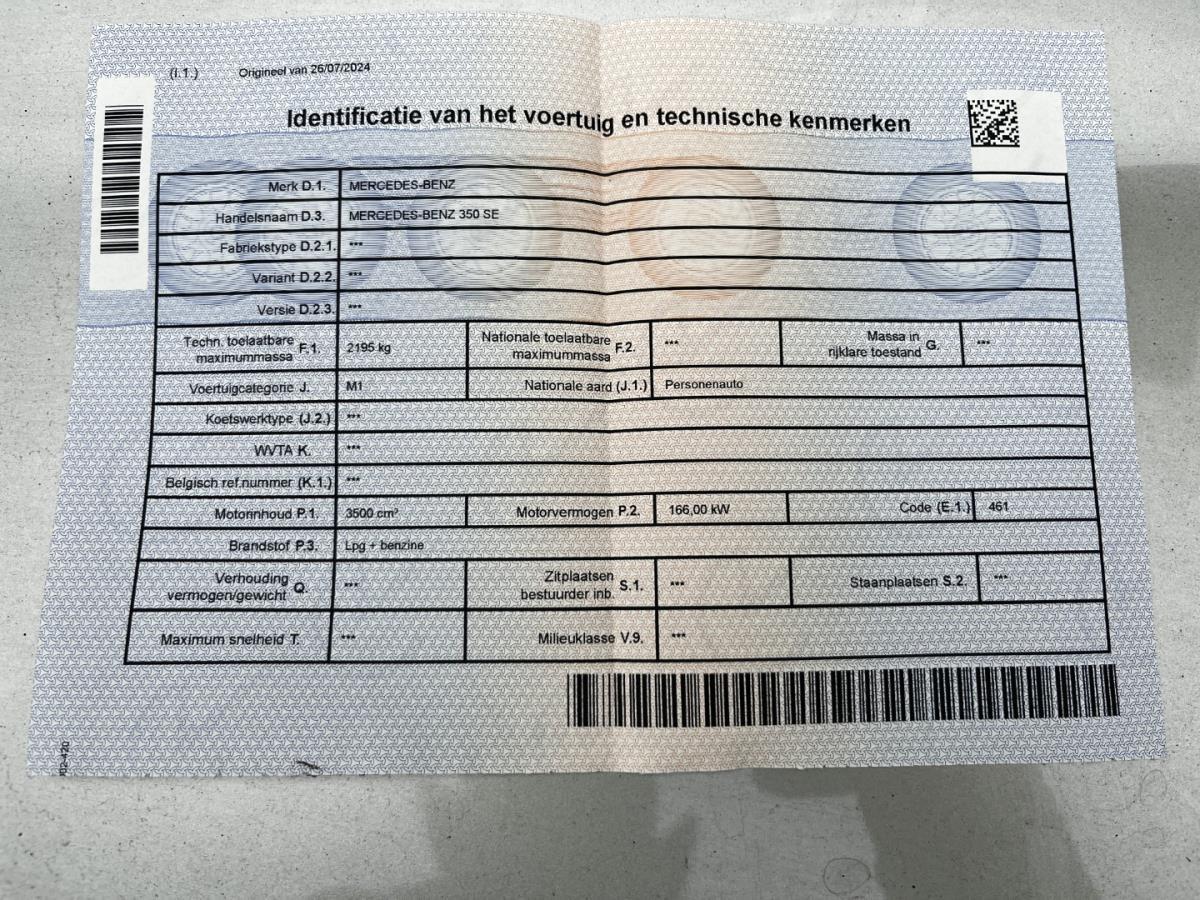 (I.1.) Origineel van 26/07/2024
Identificatie van het voertuig en technische kenmerken
Merk D.1. MERCEDES-BENZ
Handelsnaam D.3. MERCEDES-BENZ 350 SE
Fabriekstype D.2.1. ***
Variant D.2.2. ***
Versie D.2.3. ***
Techn. toelaatbare maximummassa F.1. 2195 kg Nationale toelaatbare maximummassa F.2. *** Massa in rijklare toestand G. ***
Voertuigcategorie J. M1 Nationale aard (J.1.) Personenauto
Koetswerktype (J.2.) ***
WVTA K. ***
Belgisch ref.nummer (K.1.) ***
Motorinhoud P.1. 3500 cm³ Motorvermogen P.2. 166,00 kW Code (E.1.) 461
Brandstof P.3. Lpg + benzine
Verhouding vermogen/gewicht Q. *** Zitplaatsen bestuurder inb. S.1. *** Staanplaatsen S.2. ***
Maximum snelheid T. *** Milieuklasse V.9. ***